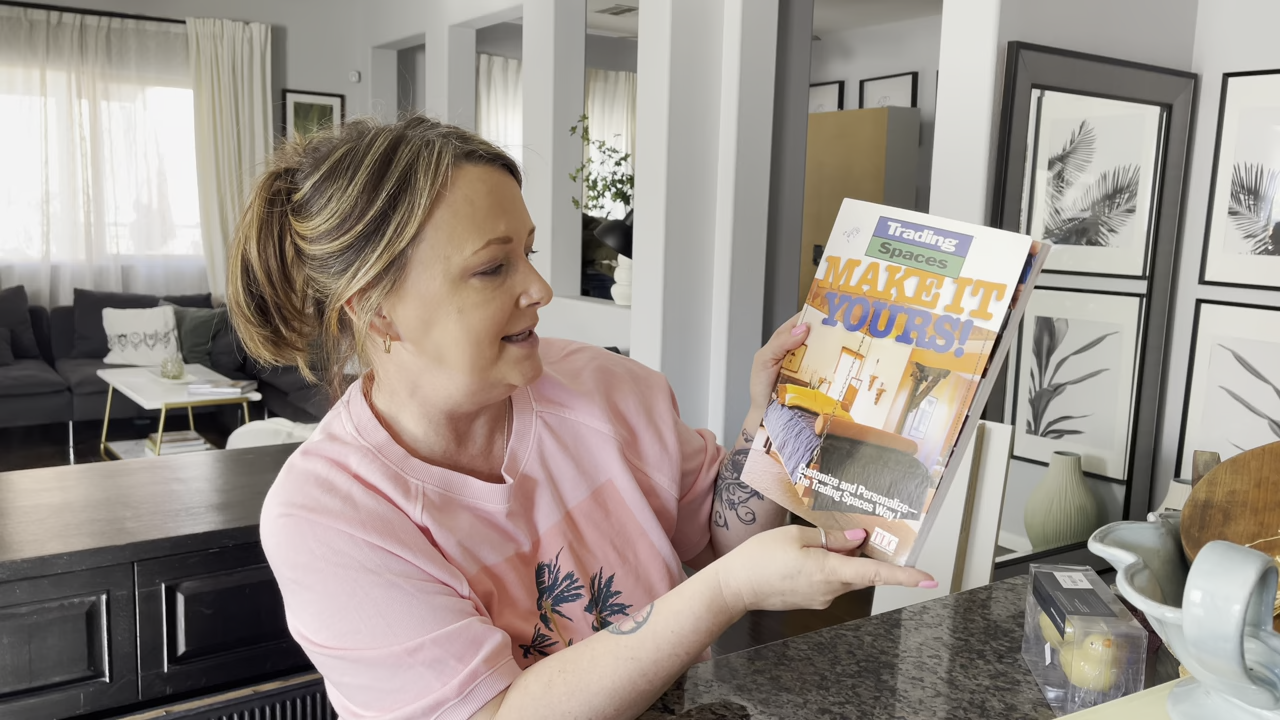 Trading
Spaces
MAKE IT
YOURS!
Customize and Personalize—
The Trading Spaces Way!
TLC